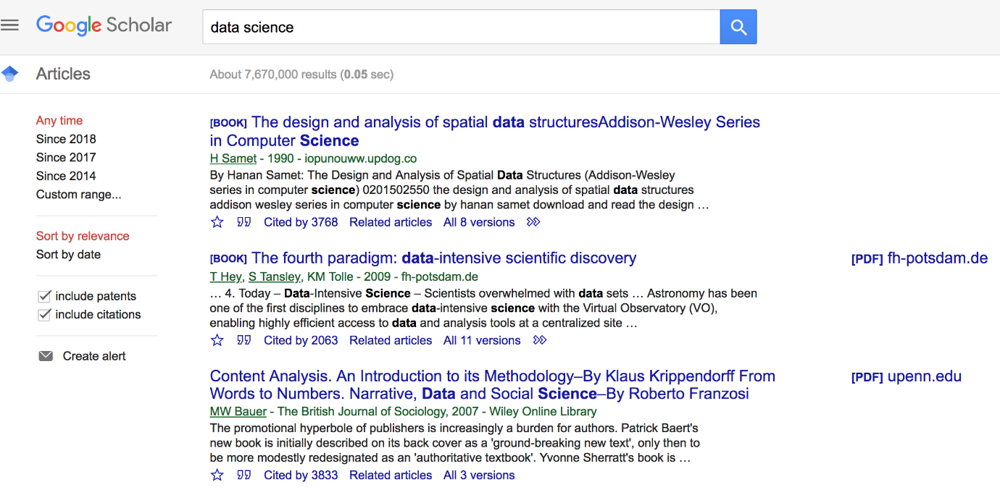 Google Scholar
data science
Articles
About 7,670,000 results (0.05 sec)
Any time
Since 2018
Since 2017
Since 2014
Custom range...
Sort by relevance
Sort by date
include patents
include citations
Create alert
[BOOK] The design and analysis of spatial data structuresAddison-Wesley Series
in Computer Science
H Samet - 1990 - iopunouww.updog.co
By Hanan Samet: The Design and Analysis of Spatial Data Structures (Addison-Wesley
series in computer science) 0201502550 the design and analysis of spatial data structures
addison wesley series in computer science by hanan samet download and read the design …
Cited by 3768 Related articles All 8 versions
[BOOK] The fourth paradigm: data-intensive scientific discovery
[PDF] fh-potsdam.de
T Hey, S Tansley, KM Tolle - 2009 - fh-potsdam.de
… 4. Today – Data-Intensive Science – Scientists overwhelmed with data sets … Astronomy has been
one of the first disciplines to embrace data-intensive science with the Virtual Observatory (VO),
enabling highly efficient access to data and analysis tools at a centralized site …
Cited by 2063 Related articles All 11 versions
Content Analysis. An Introduction to its Methodology–By Klaus Krippendorff From
[PDF] upenn.edu
Words to Numbers. Narrative, Data and Social Science–By Roberto Franzosi
MW Bauer - The British Journal of Sociology, 2007 - Wiley Online Library
The promotional hyperbole of publishers is increasingly a burden for authors. Patrick Baert's
new book is initially described on its back cover as a 'ground-breaking new text', only then to
be more modestly redesignated as an 'authoritative textbook'. Yvonne Sherratt's book is …
Cited by 3833 Related articles All 3 versions